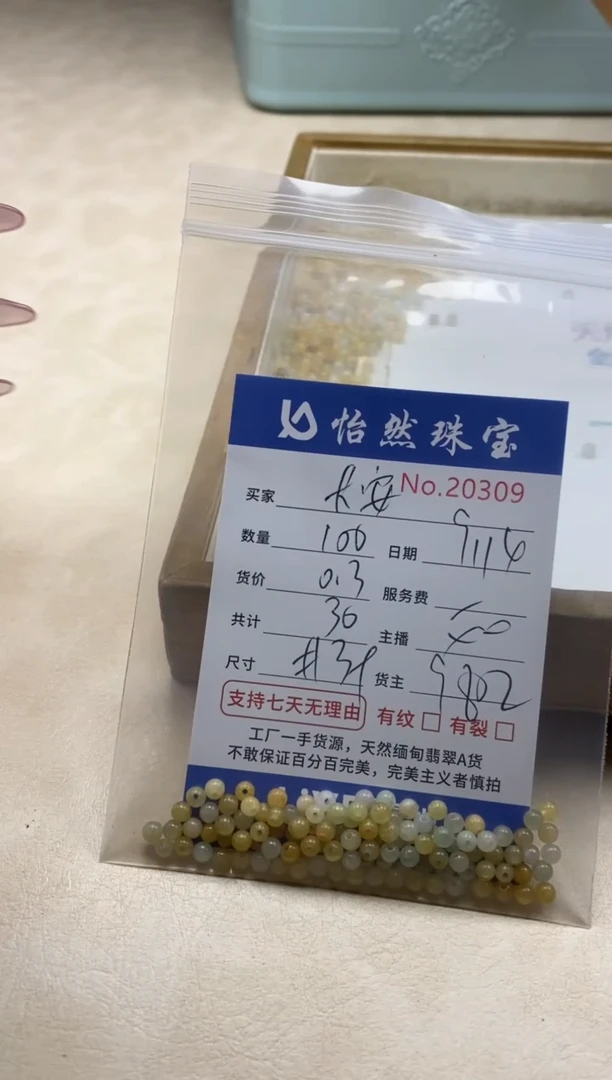 怡然珠宝
买家 长安 No.20309
数量 100 日期 9114
货价 0.3 服务费
共计 30 主播
尺寸 货主 9802
支持七天无理由 有纹 有裂
工厂一手货源，天然缅甸翡翠A货
不敢保证百分百完美，完美主义者慎拍